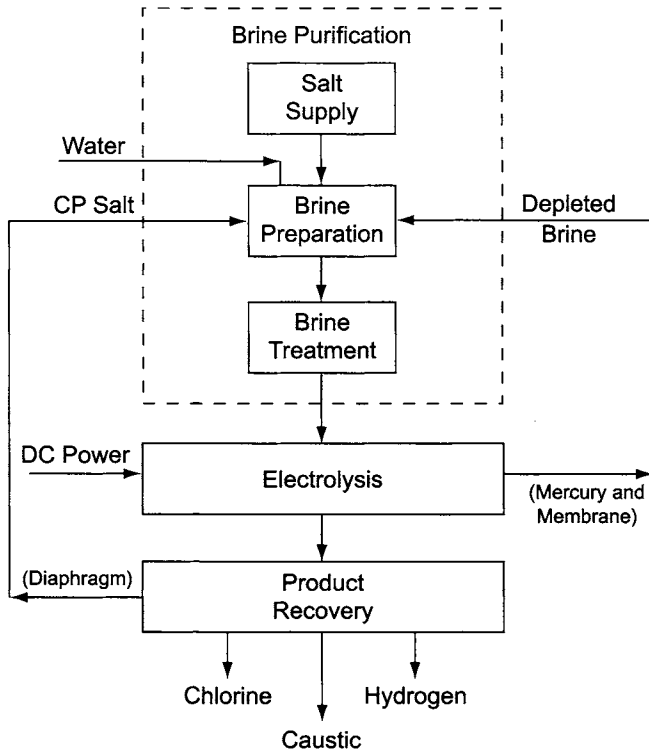 Brine Purification
Salt
Supply
Water
CP Salt
Brine
Preparation
Depleted
Brine
Brine
Treatment
DC Power
Electrolysis
(Mercury and
Membrane)
(Diaphragm)
Product
Recovery
Chlorine
Hydrogen
Caustic